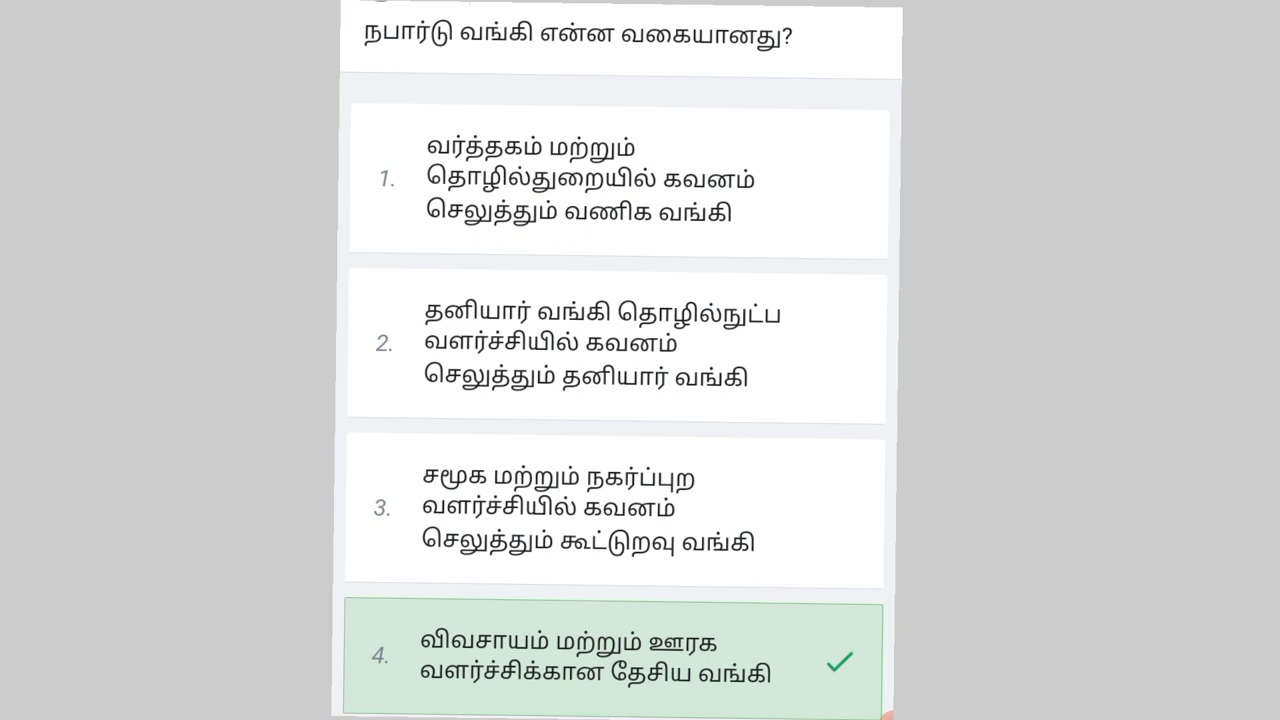 நபார்டு வங்கி என்ன வகையானது?
1.
வர்த்தகம் மற்றும்
தொழில்துறையில் கவனம்
செலுத்தும் வணிக வங்கி
2.
தனியார் வங்கி தொழில்நுட்ப
வளர்ச்சியில் கவனம்
செலுத்தும் தனியார் வங்கி
3.
சமூக மற்றும் நகர்ப்புற
வளர்ச்சியில் கவனம்
செலுத்தும் கூட்டுறவு வங்கி
4.
விவசாயம் மற்றும் ஊரக
வளர்ச்சிக்கான தேசிய வங்கி